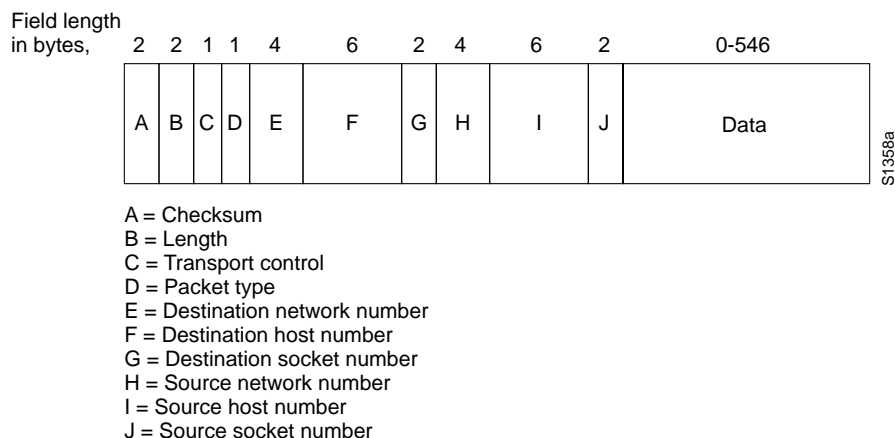 Field length
in bytes, 2 2 1 1 4 6 2 4 6 2 0-546
A B C D E F G H I J Data
S1358a
A = Checksum
B = Length
C = Transport control
D = Packet type
E = Destination network number
F = Destination host number
G = Destination socket number
H = Source network number
I = Source host number
J = Source socket number